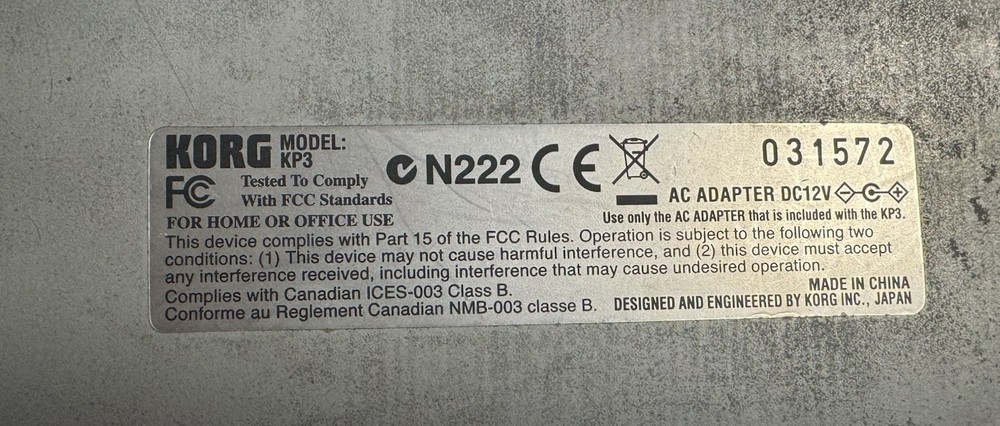 KORG MODEL: KP3
FC Tested To Comply With FCC Standards
N222 CE
031572
AC ADAPTER DC12V
FOR HOME OR OFFICE USE
Use only the AC ADAPTER that is included with the KP3.
This device complies with Part 15 of the FCC Rules. Operation is subject to the following two
conditions: (1) This device may not cause harmful interference, and (2) this device must accept
any interference received, including interference that may cause undesired operation.
Complies with Canadian ICES-003 Class B.
Conforme au Reglement Canadian NMB-003 classe B.
MADE IN CHINA
DESIGNED AND ENGINEERED BY KORG INC., JAPAN